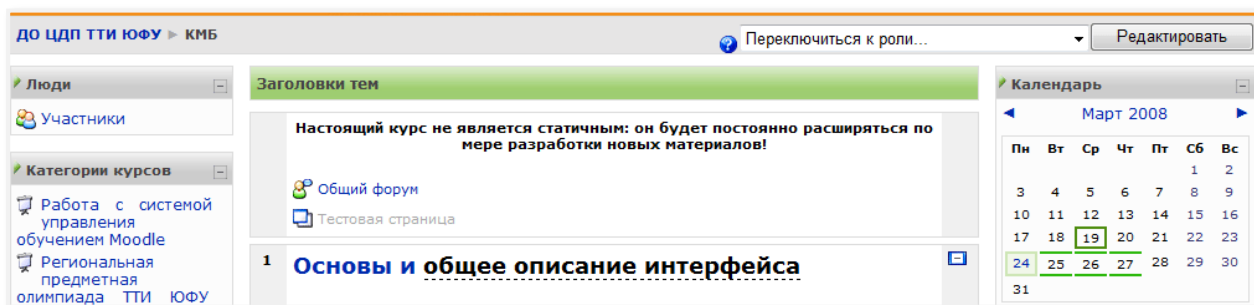 ДО ЦДП ТТИ ЮФУ ► КМБ
Переключиться к роли...
Редактировать
Люди
Участники
Категории курсов
Работа с системой
управления
обучением Moodle
Региональная
предметная
олимпиада ТТИ ЮФУ
Заголовки тем
Настоящий курс не является статичным: он будет постоянно расширяться по
мере разработки новых материалов!
Общий форум
Тестовая страница
1 Основы и общее описание интерфейса
Календарь
◄ Март 2008 ►
Пн Вт Ср Чт Пт Сб Вс
1 2
3 4 5 6 7 8 9
10 11 12 13 14 15 16
17 18 19 20 21 22 23
24 25 26 27 28 29 30
31